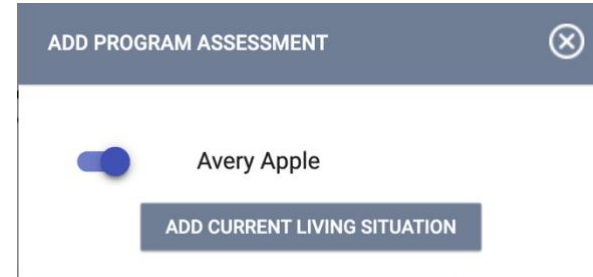 ADD PROGRAM ASSESSMENT
Avery Apple
ADD CURRENT LIVING SITUATION